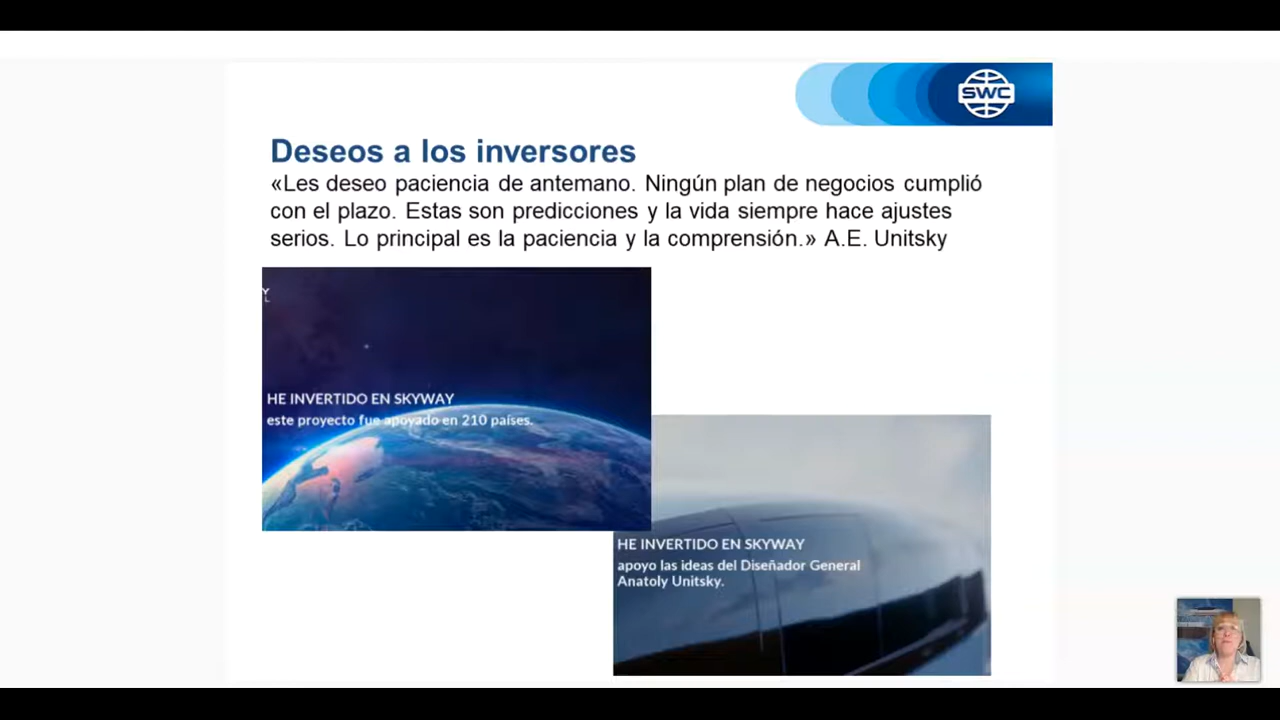 SWC
Deseos a los inversores
«Les deseo paciencia de antemano. Ningún plan de negocios cumplió
con el plazo. Estas son predicciones y la vida siempre hace ajustes
serios. Lo principal es la paciencia y la comprensión.» A.E. Unitsky
Y
L
HE INVERTIDO EN SKYWAY
este proyecto fue apoyado en 210 países.
HE INVERTIDO EN SKYWAY
apoyo las ideas del Diseñador General
Anatoly Unitsky.